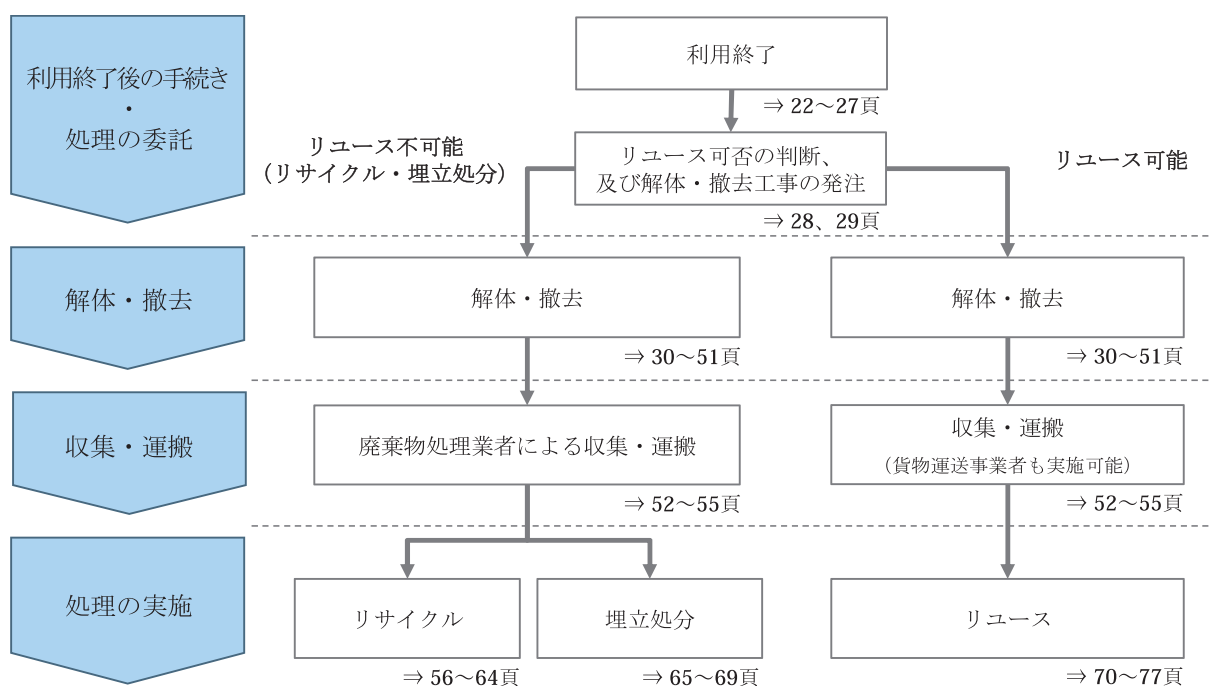 利用終了後の手続き
・
処理の委託
利用終了
⇒ 22～27頁
リユース不可能
（リサイクル・埋立処分）
リユース可否の判断、
及び解体・撤去工事の発注
リユース可能
⇒ 28、29頁
解体・撤去
解体・撤去
解体・撤去
⇒ 30～51頁
⇒ 30～51頁
収集・運搬
廃棄物処理業者による収集・運搬
収集・運搬
（貨物運送事業者も実施可能）
⇒ 52～55頁
⇒ 52～55頁
処理の実施
リサイクル
埋立処分
リユース
⇒ 56～64頁
⇒ 65～69頁
⇒ 70～77頁